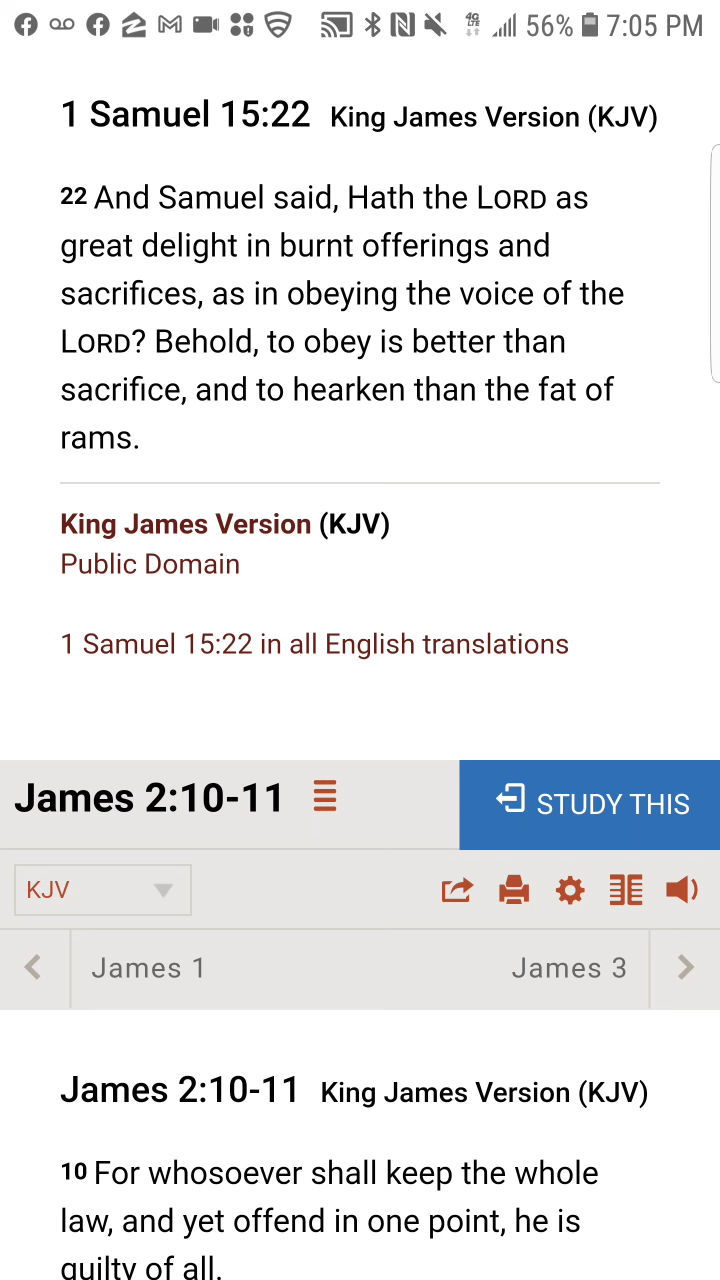 56% 7:05 PM
1 Samuel 15:22 King James Version (KJV)
22 And Samuel said, Hath the LORD as
great delight in burnt offerings and
sacrifices, as in obeying the voice of the
LORD? Behold, to obey is better than
sacrifice, and to hearken than the fat of
rams.
King James Version (KJV)
Public Domain
1 Samuel 15:22 in all English translations
James 2:10-11 STUDY THIS
KJV
James 1 James 3
James 2:10-11 King James Version (KJV)
10 For whosoever shall keep the whole
law, and yet offend in one point, he is
guilty of all.